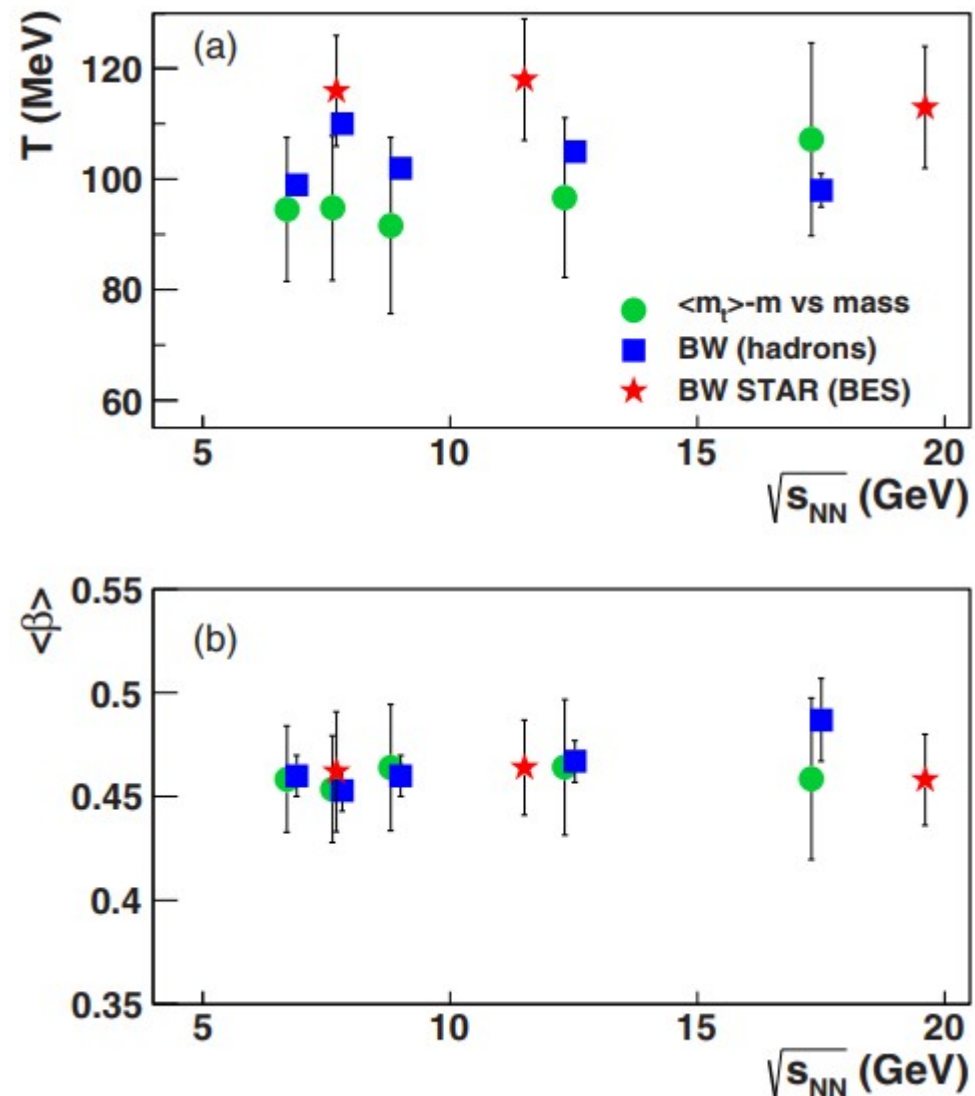 (a)
T (MeV)
120
100
80
60
<m_t>-m vs mass
BW (hadrons)
BW STAR (BES)
5 10 15 20
√s_NN (GeV)
(b)
<β>
0.55
0.5
0.45
0.4
0.35
5 10 15 20
√s_NN (GeV)